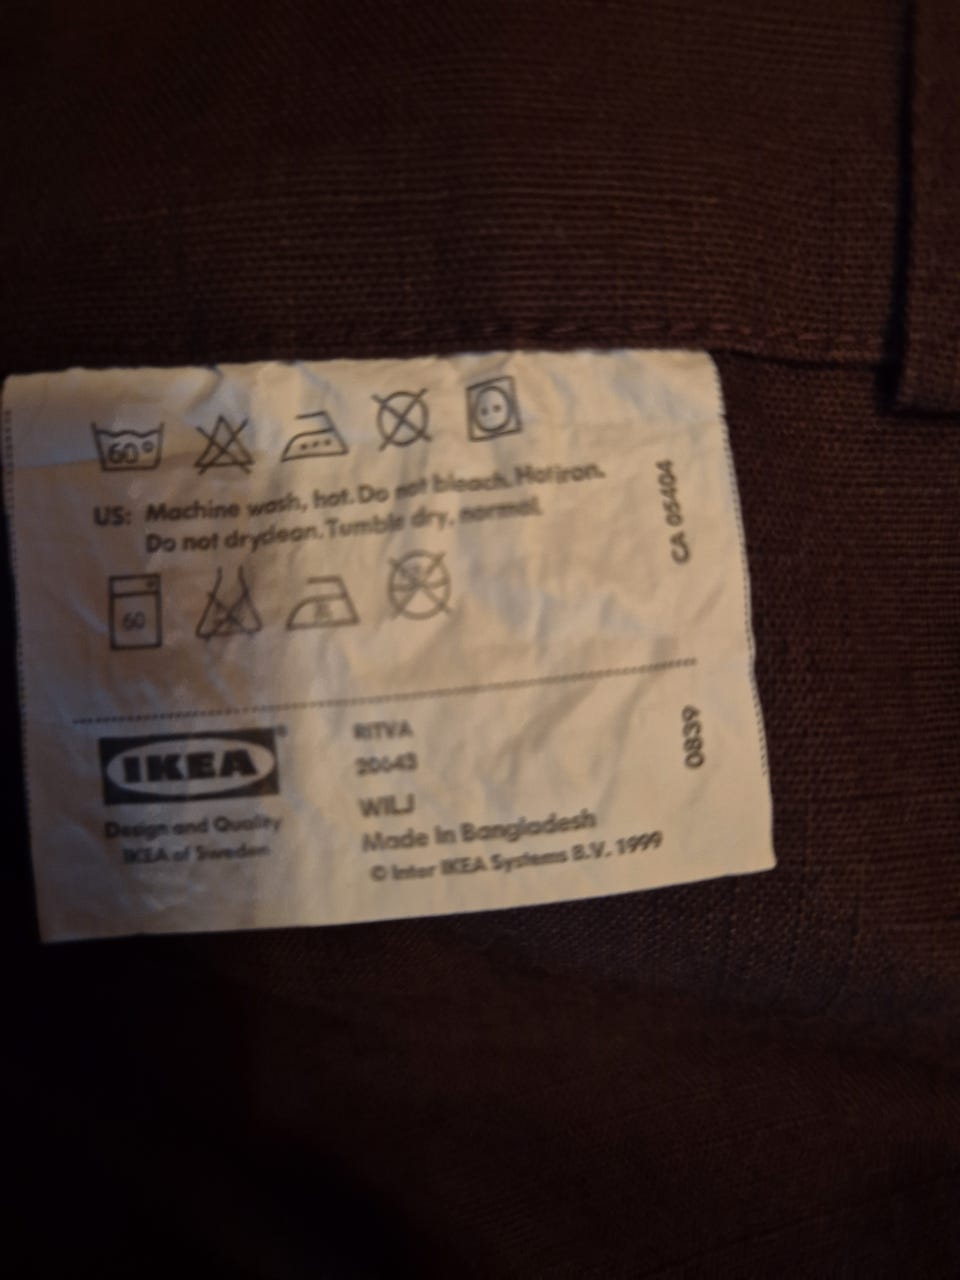 60°
US: Machine wash, hot. Do not bleach. Hot iron.
Do not dryclean. Tumble dry, normal.
CA 05404
60
IKEA®
Design and Quality
IKEA of Sweden
RITVA
20643
WILJ
Made in Bangladesh
© Inter IKEA Systems B.V. 1999
0839